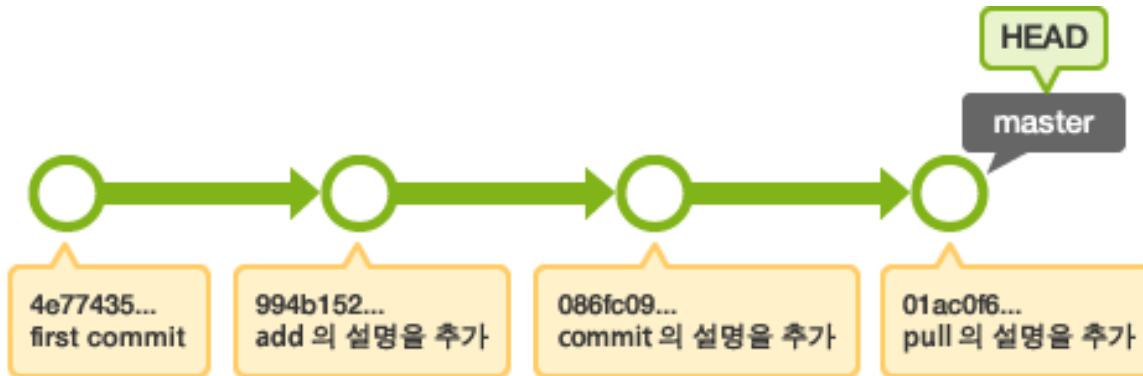 HEAD
master
4e77435...
first commit
994b152...
add 의 설명을 추가
086fc09...
commit 의 설명을 추가
01ac0f6...
pull 의 설명을 추가